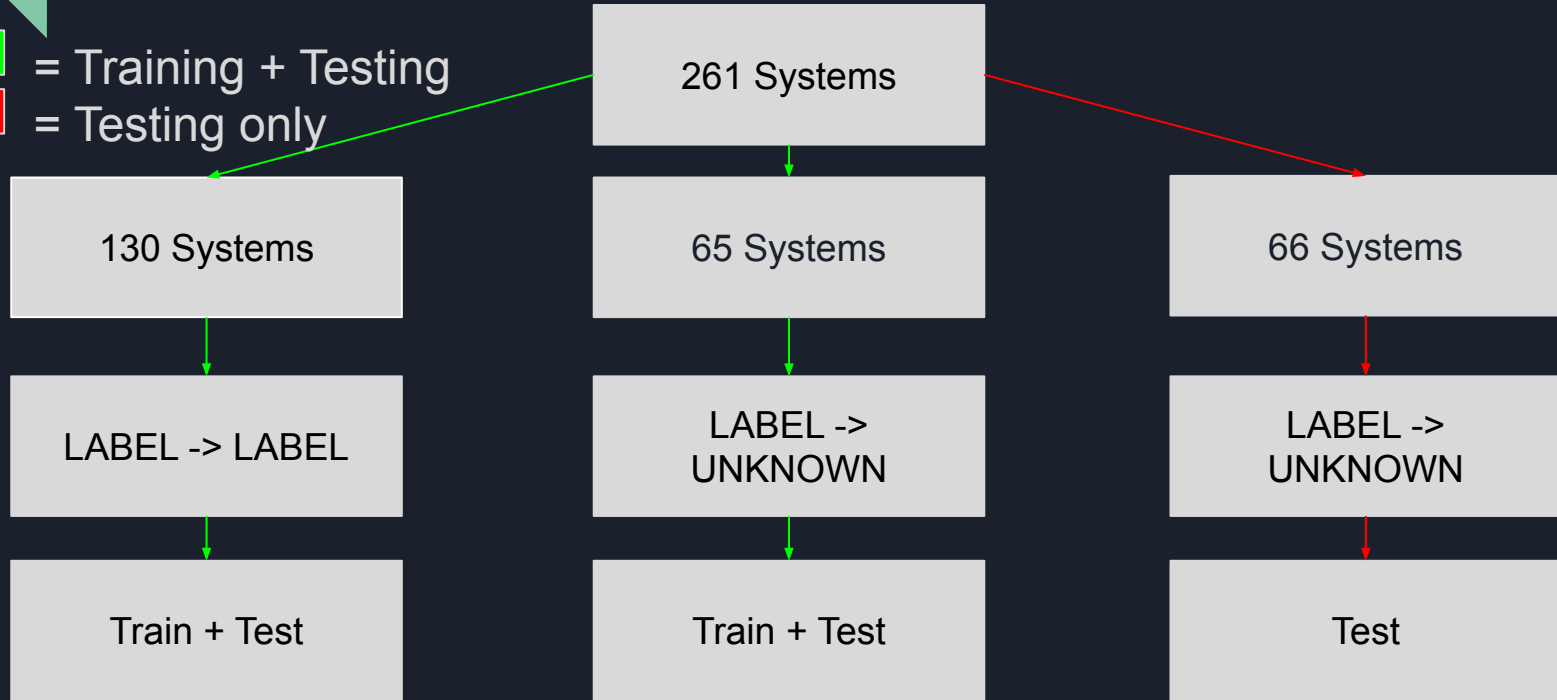 = Training + Testing
= Testing only
261 Systems
130 Systems
65 Systems
66 Systems
LABEL -> LABEL
LABEL ->
UNKNOWN
LABEL ->
UNKNOWN
Train + Test
Train + Test
Test